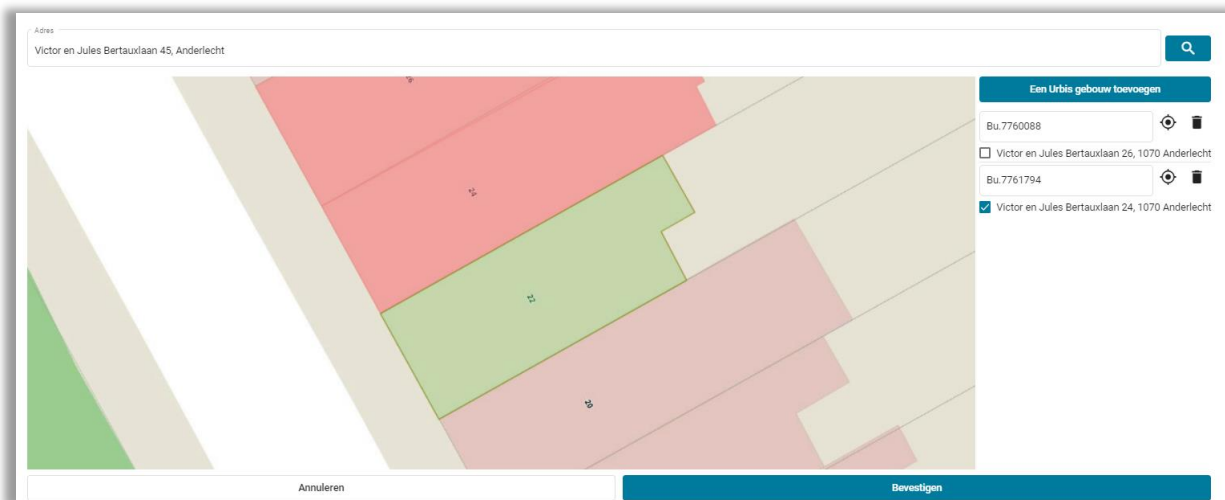 Adres
Victor en Jules Bertauxlaan 45, Anderlecht
Een Urbis gebouw toevoegen
Bu.7760088
Victor en Jules Bertauxlaan 26, 1070 Anderlecht
Bu.7761794
Victor en Jules Bertauxlaan 24, 1070 Anderlecht
26
24
22
20
Annuleren
Bevestigen